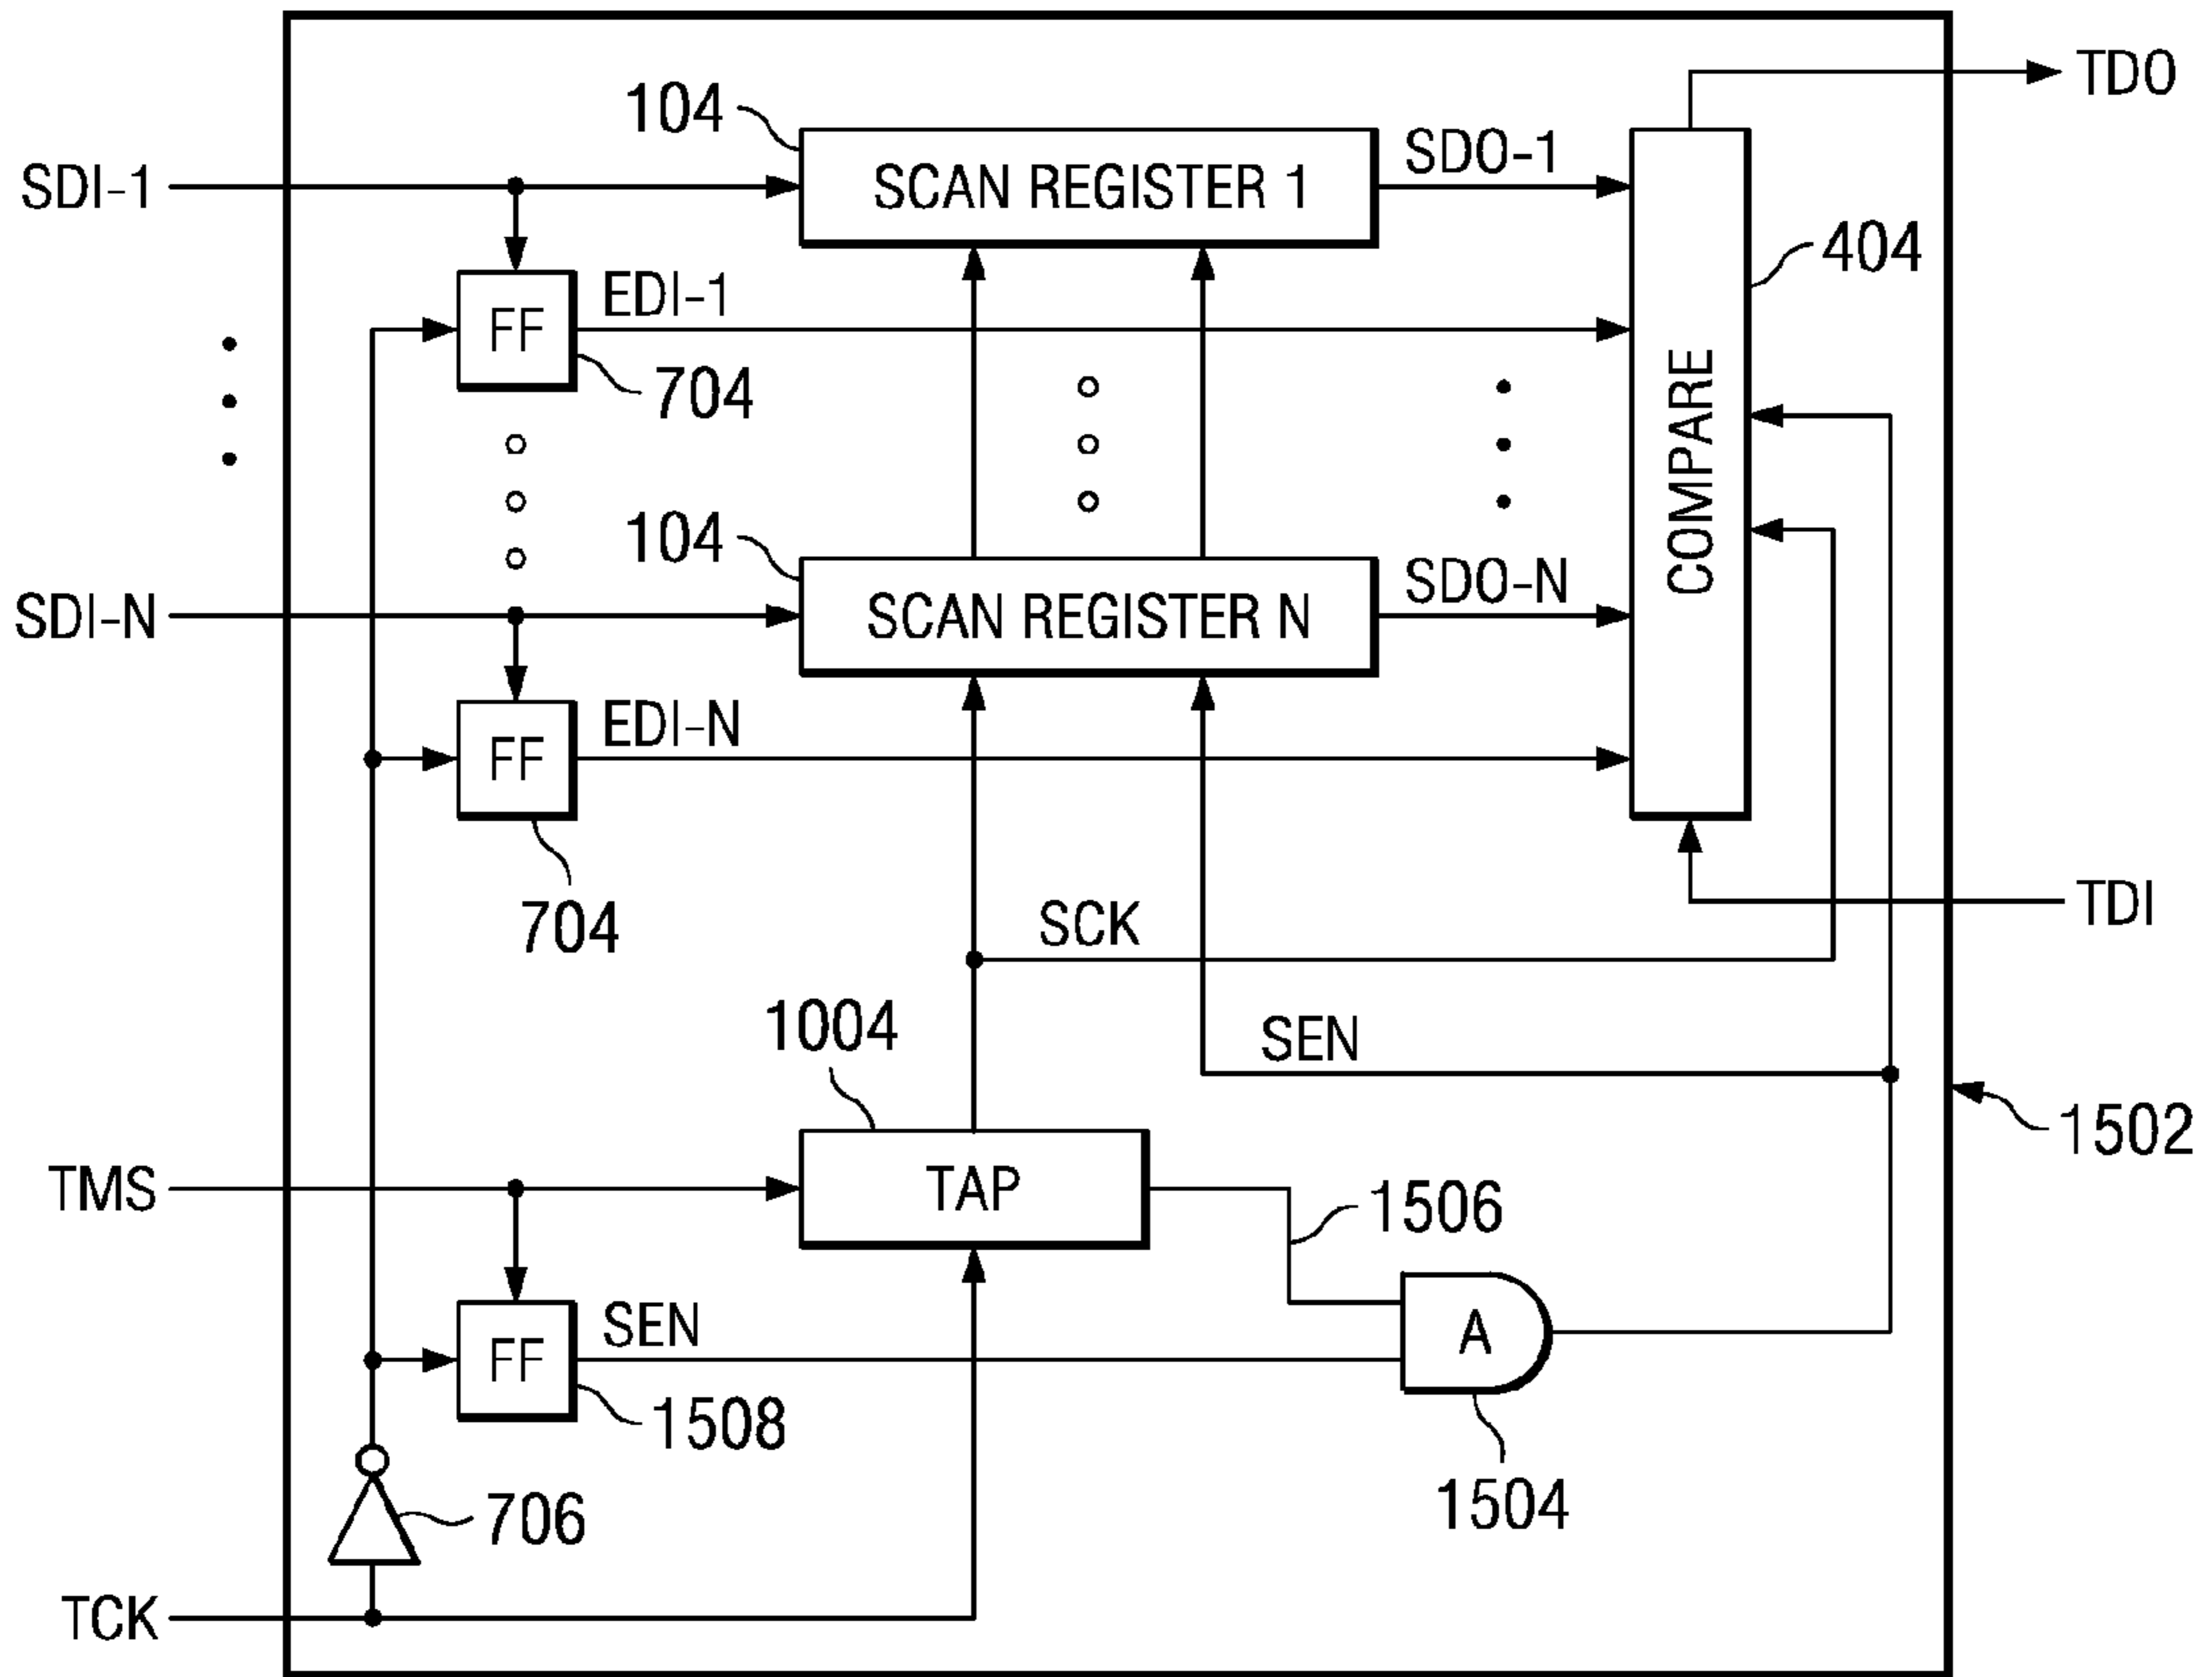 TDO
104
SDI-1
SCAN REGISTER 1
SDO-1
404
EDI-1
FF
704
COMPARE
104
SDI-N
SCAN REGISTER N
SDO-N
EDI-N
FF
704
TDI
SCK
1004
SEN
1502
TMS
TAP
1506
SEN
FF
A
1508
1504
706
TCK